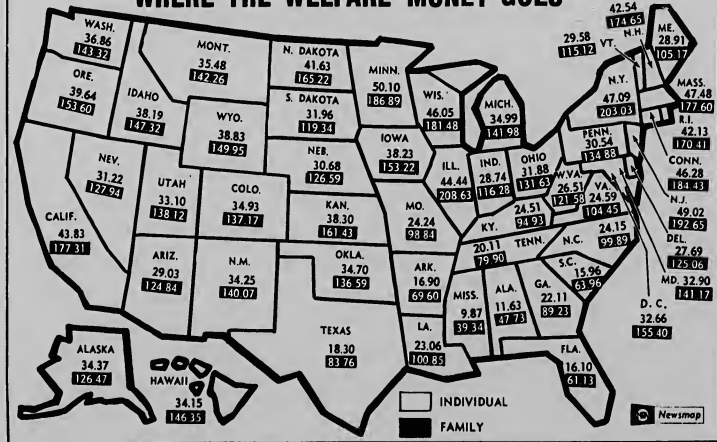 WHERE THE WELFARE MONEY GOES
WASH.
36.86
143.32
ORE.
39.64
153.60
IDAHO
38.19
147.32
MONT.
35.48
142.26
N. DAKOTA
41.63
165.22
S. DAKOTA
31.96
119.34
MINN.
50.10
186.89
WIS.
46.05
181.48
MICH.
34.99
141.98
WYO.
38.83
149.95
NEB.
30.68
126.59
IOWA
38.23
153.22
NEV.
31.22
127.94
UTAH
33.10
138.12
COLO.
34.93
137.17
KAN.
38.30
161.43
MO.
24.24
98.84
ILL.
44.44
208.63
IND.
28.74
116.28
OHIO
31.88
131.63
W.VA.
26.51
121.58
VA.
24.59
104.45
KY.
24.51
94.93
CALIF.
43.83
177.31
ARIZ.
29.03
124.84
N.M.
34.25
140.07
OKLA.
34.70
136.59
ARK.
16.90
69.60
TENN.
20.11
79.90
N.C.
24.15
99.89
S.C.
15.96
63.96
TEXAS
18.30
83.76
LA.
23.06
100.85
MISS.
9.87
39.34
ALA.
11.63
47.73
GA.
22.11
89.23
FLA.
16.10
61.13
ALASKA
34.37
126.47
HAWAII
34.15
146.35
29.58
115.12
VT.
42.54
174.65
N.H.
ME.
28.91
105.17
N.Y.
47.09
203.03
MASS.
47.48
177.60
R.I.
42.13
170.41
PENN.
30.54
134.88
CONN.
46.28
184.43
N.J.
49.02
192.65
DEL.
27.69
125.06
MD. 32.90
141.17
D. C.
32.66
155.40
INDIVIDUAL
FAMILY
Newsmap